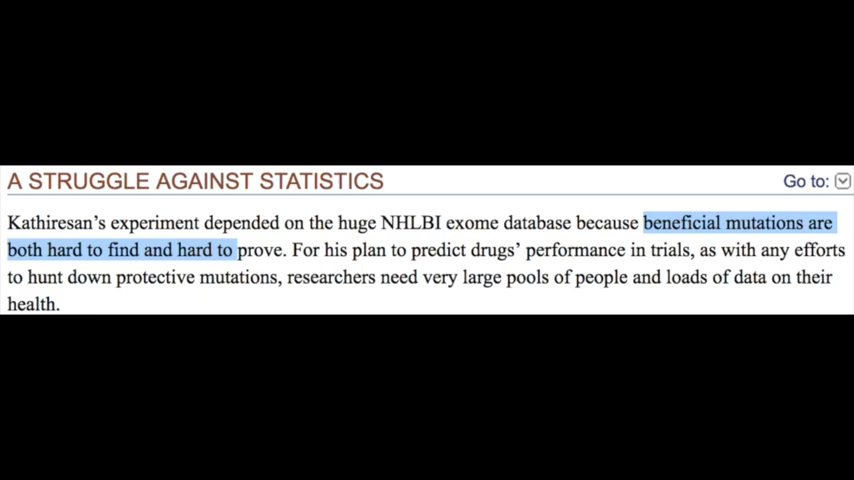 A STRUGGLE AGAINST STATISTICS Go to:
Kathiresan’s experiment depended on the huge NHLBI exome database because beneficial mutations are
both hard to find and hard to prove. For his plan to predict drugs’ performance in trials, as with any efforts
to hunt down protective mutations, researchers need very large pools of people and loads of data on their
health.